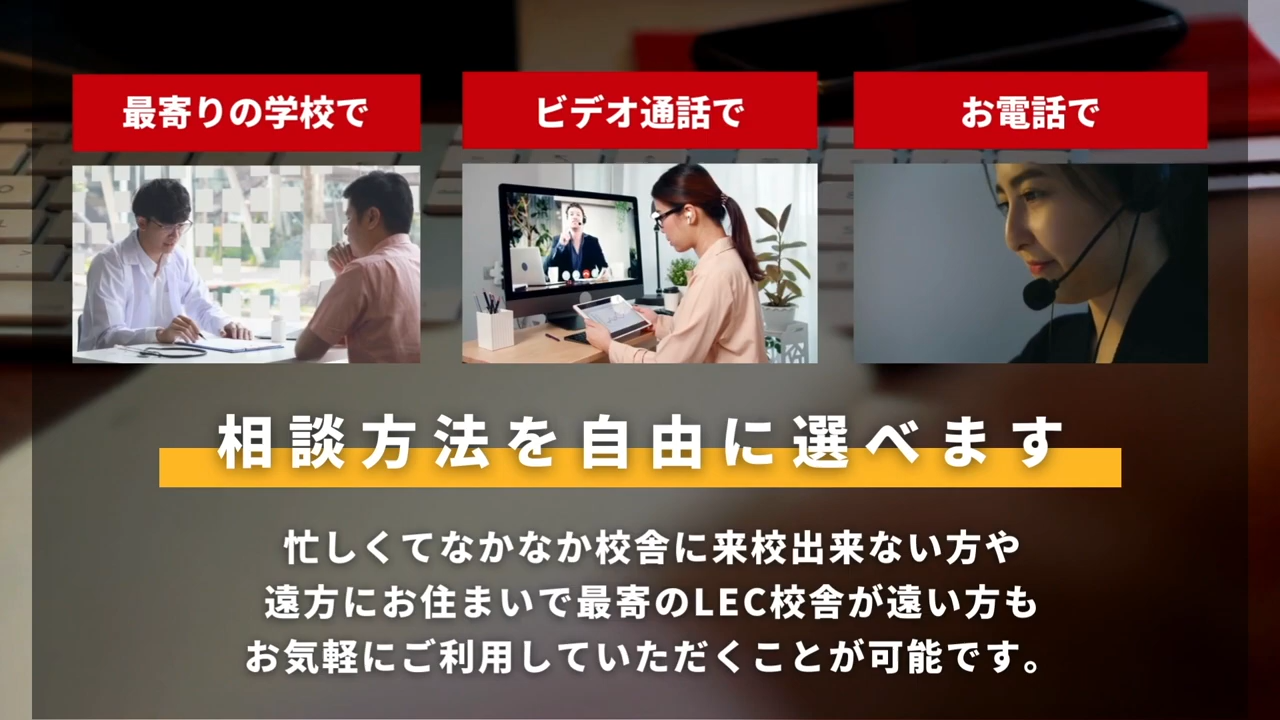 最寄りの学校で
ビデオ通話で
お電話で
相談方法を自由に選べます
忙しくてなかなか校舎に来校出来ない方や
遠方にお住まいで最寄のLEC校舎が遠い方も
お気軽にご利用していただくことが可能です。